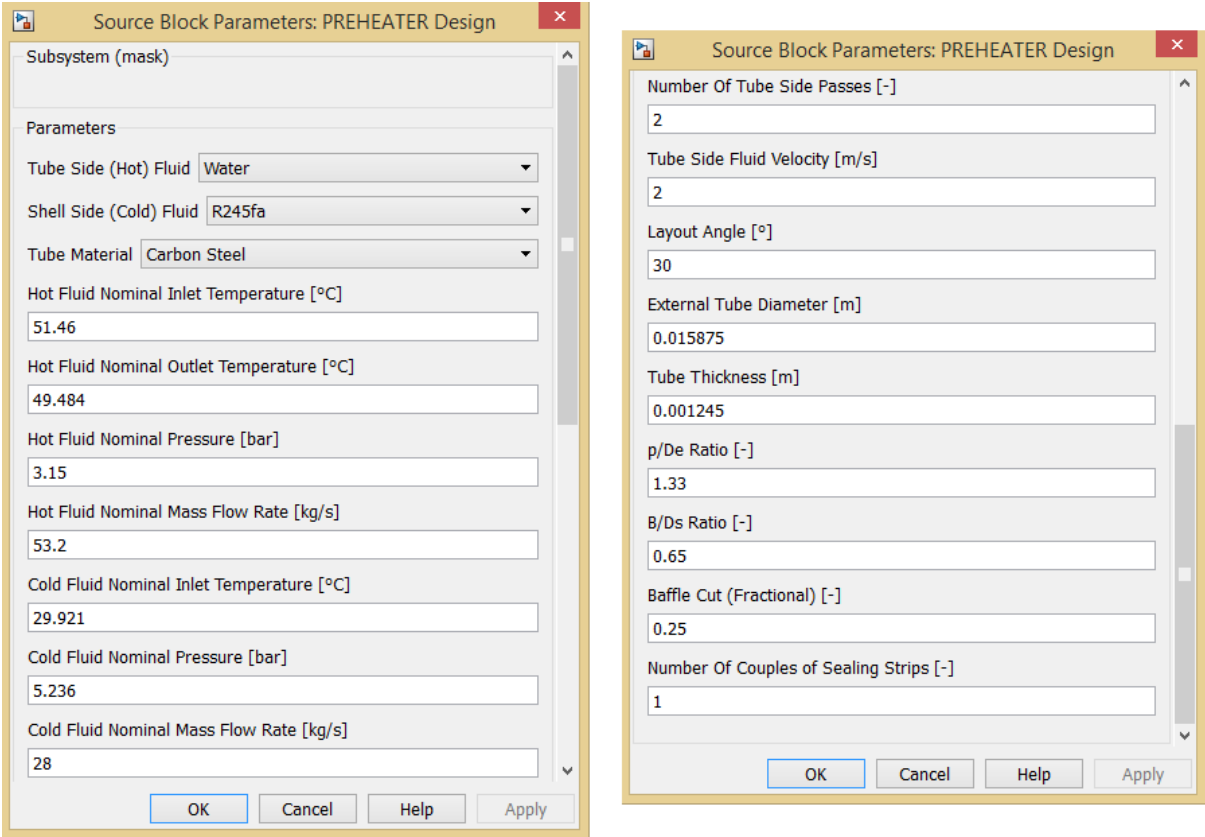 Source Block Parameters: PREHEATER Design
Subsystem (mask)
Parameters
Tube Side (Hot) Fluid Water
Shell Side (Cold) Fluid R245fa
Tube Material Carbon Steel
Hot Fluid Nominal Inlet Temperature [°C]
51.46
Hot Fluid Nominal Outlet Temperature [°C]
49.484
Hot Fluid Nominal Pressure [bar]
3.15
Hot Fluid Nominal Mass Flow Rate [kg/s]
53.2
Cold Fluid Nominal Inlet Temperature [°C]
29.921
Cold Fluid Nominal Pressure [bar]
5.236
Cold Fluid Nominal Mass Flow Rate [kg/s]
28
OK Cancel Help Apply
Source Block Parameters: PREHEATER Design
Number Of Tube Side Passes [-]
2
Tube Side Fluid Velocity [m/s]
2
Layout Angle [º]
30
External Tube Diameter [m]
0.015875
Tube Thickness [m]
0.001245
p/De Ratio [-]
1.33
B/Ds Ratio [-]
0.65
Baffle Cut (Fractional) [-]
0.25
Number Of Couples of Sealing Strips [-]
1
OK Cancel Help Apply